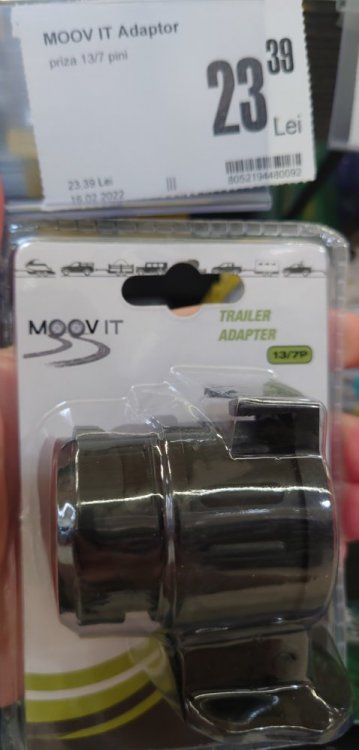 MOOV IT Adaptor
priza 13/7 pini
23 39
Lei
23.39 Lei
16.02.2022
8052194480092
MOOV IT
TRAILER
ADAPTER
13/7P